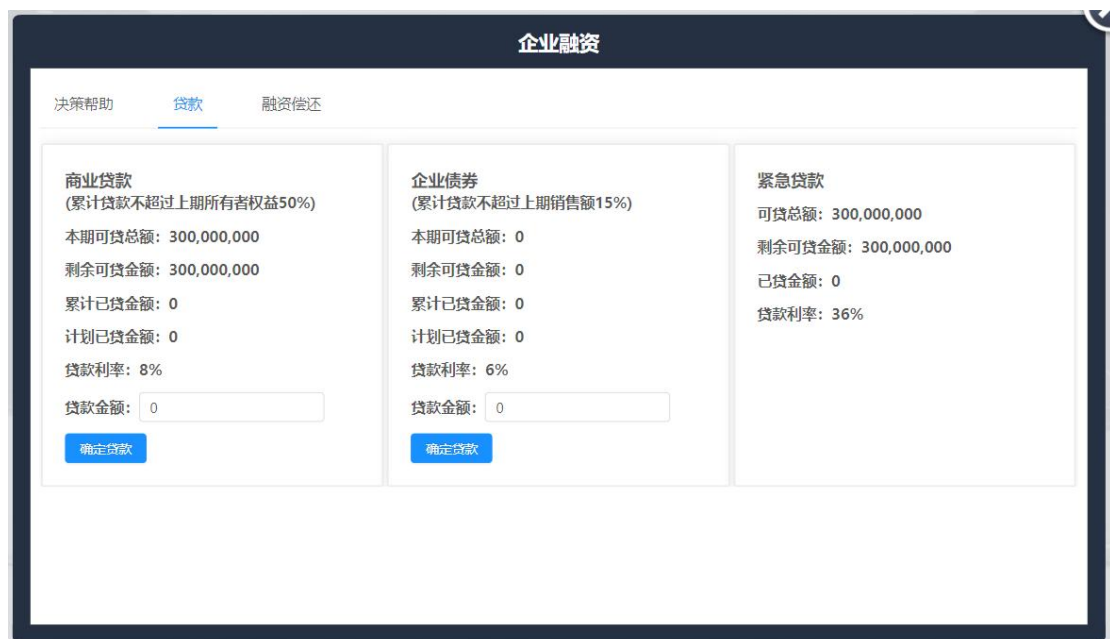 企业融资
决策帮助 贷款 融资偿还
商业贷款
(累计贷款不超过上期所有者权益50%)
本期可贷总额：300,000,000
剩余可贷金额：300,000,000
累计已贷金额：0
计划已贷金额：0
贷款利率：8%
贷款金额： 0
确定贷款
企业债券
(累计贷款不超过上期销售额15%)
本期可贷总额：0
剩余可贷金额：0
累计已贷金额：0
计划已贷金额：0
贷款利率：6%
贷款金额： 0
确定贷款
紧急贷款
可贷总额：300,000,000
剩余可贷金额：300,000,000
已贷金额：0
贷款利率：36%